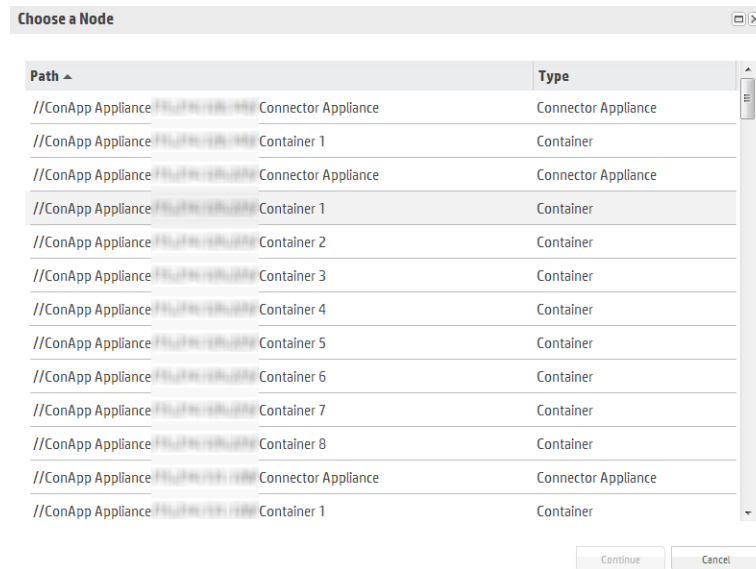 Choose a Node
Path Type
//ConApp Appliance Connector Appliance Connector Appliance
//ConApp Appliance Container 1 Container
//ConApp Appliance Connector Appliance Connector Appliance
//ConApp Appliance Container 1 Container
//ConApp Appliance Container 2 Container
//ConApp Appliance Container 3 Container
//ConApp Appliance Container 4 Container
//ConApp Appliance Container 5 Container
//ConApp Appliance Container 6 Container
//ConApp Appliance Container 7 Container
//ConApp Appliance Container 8 Container
//ConApp Appliance Connector Appliance Connector Appliance
//ConApp Appliance Container 1 Container
Continue Cancel